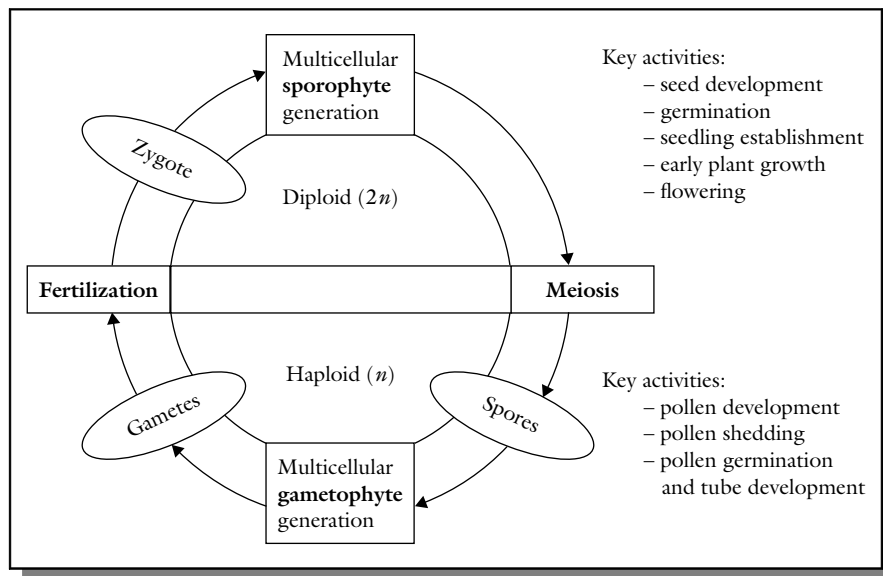 Multicellular
sporophyte
generation
Key activities:
– seed development
– germination
– seedling establishment
– early plant growth
– flowering
Zygote
Diploid (2n)
Fertilization
Meiosis
Haploid (n)
Gametes
Spores
Key activities:
– pollen development
– pollen shedding
– pollen germination
and tube development
Multicellular
gametophyte
generation